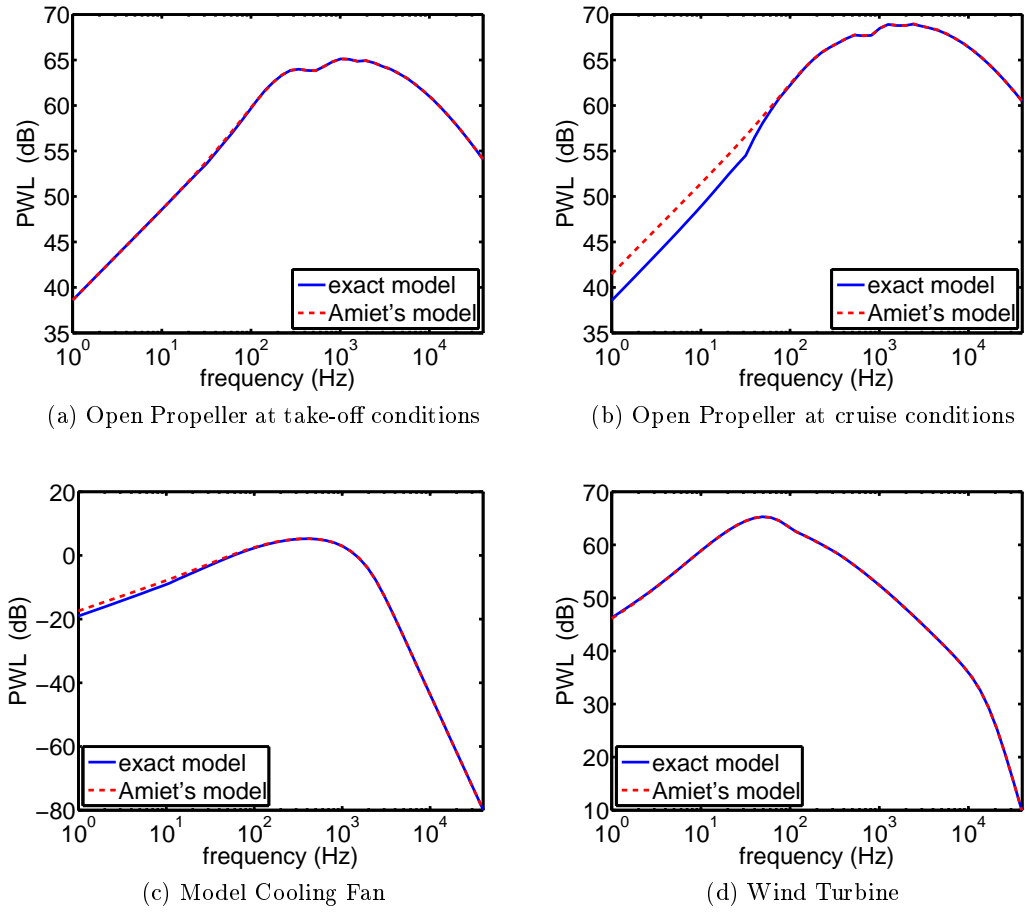 70
65
60
55
50
45
40
35
PWL (dB)
10^0 10^1 10^2 10^3 10^4
frequency (Hz)
exact model
Amiet's model
(a) Open Propeller at take-off conditions
70
65
60
55
50
45
40
35
PWL (dB)
10^0 10^1 10^2 10^3 10^4
frequency (Hz)
exact model
Amiet's model
(b) Open Propeller at cruise conditions
20
0
−20
−40
−60
−80
PWL (dB)
10^0 10^1 10^2 10^3 10^4
frequency (Hz)
exact model
Amiet's model
(c) Model Cooling Fan
70
60
50
40
30
20
10
PWL (dB)
10^0 10^1 10^2 10^3 10^4
frequency (Hz)
exact model
Amiet's model
(d) Wind Turbine